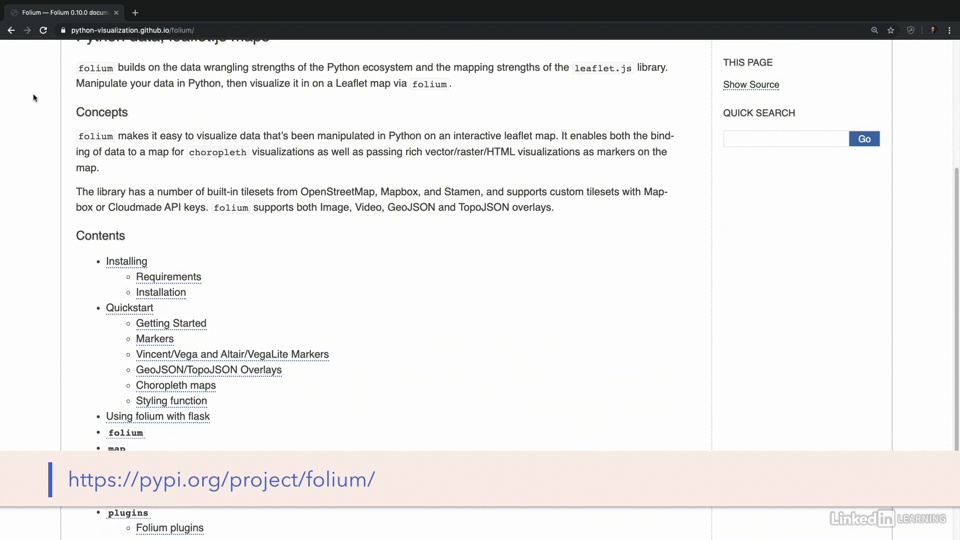 Folium — Folium 0.10.0 docum
python-visualization.github.io/folium/
Python data, leaflet.js maps
folium builds on the data wrangling strengths of the Python ecosystem and the mapping strengths of the leaflet.js library.
Manipulate your data in Python, then visualize it in on a Leaflet map via folium.
Concepts
folium makes it easy to visualize data that's been manipulated in Python on an interactive leaflet map. It enables both the bind-
ing of data to a map for choropleth visualizations as well as passing rich vector/raster/HTML visualizations as markers on the
map.
The library has a number of built-in tilesets from OpenStreetMap, Mapbox, and Stamen, and supports custom tilesets with Map-
box or Cloudmade API keys. folium supports both Image, Video, GeoJSON and TopoJSON overlays.
Contents
Installing
Requirements
Installation
Quickstart
Getting Started
Markers
Vincent/Vega and Altair/VegaLite Markers
GeoJSON/TopoJSON Overlays
Choropleth maps
Styling function
Using folium with flask
folium
map
plugins
Folium plugins
THIS PAGE
Show Source
QUICK SEARCH
Go
https://pypi.org/project/folium/
Linked in LEARNING